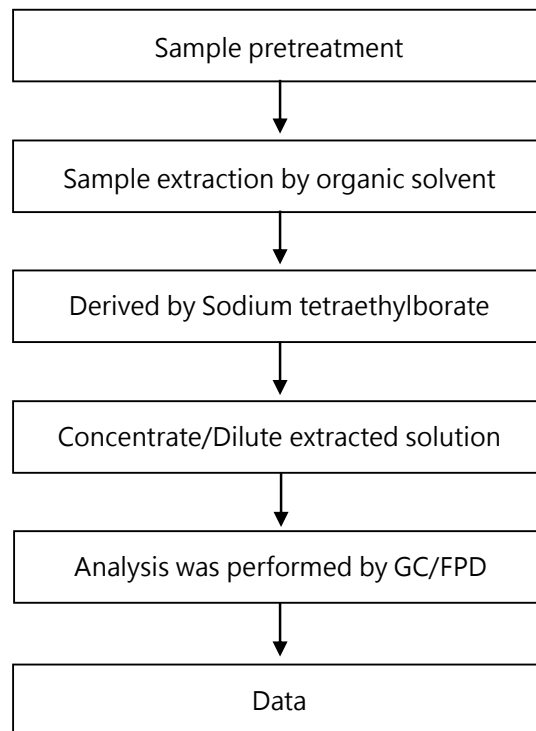 Sample pretreatment
Sample extraction by organic solvent
Derived by Sodium tetraethylborate
Concentrate/Dilute extracted solution
Analysis was performed by GC/FPD
Data